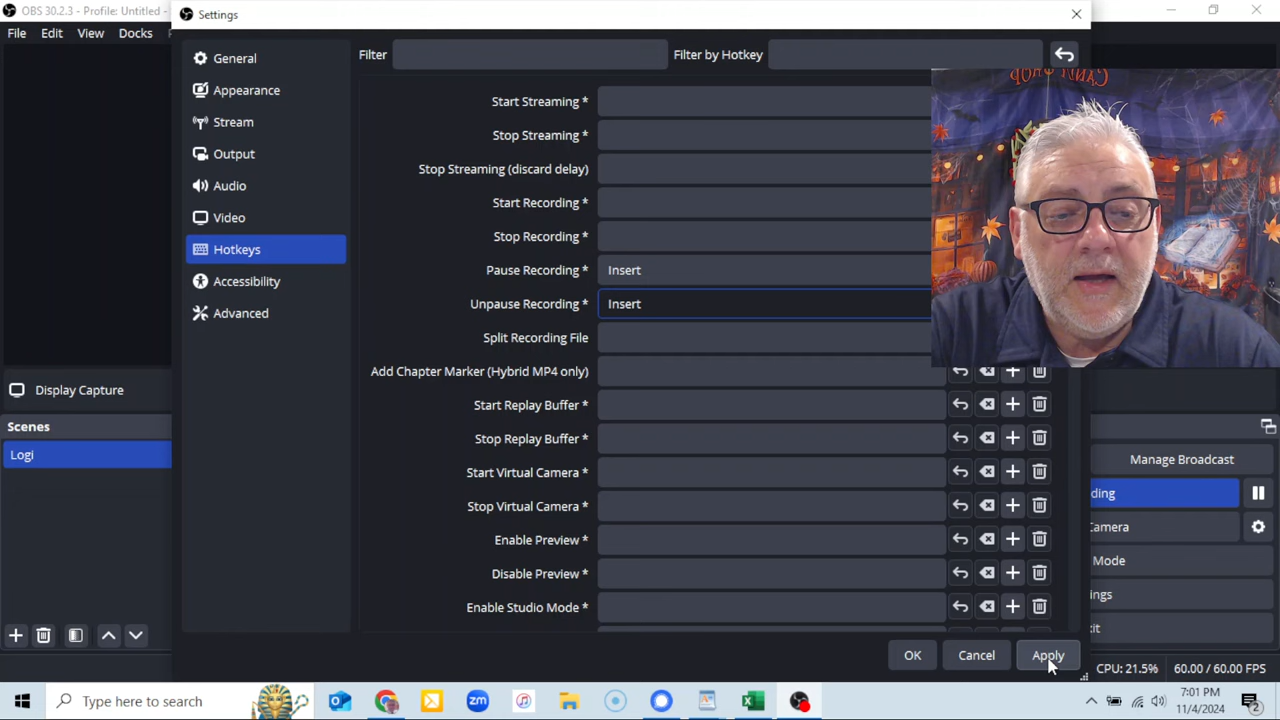 OBS 30.2.3 - Profile: Untitled -
Settings
File Edit View Docks
General
Appearance
Stream
Output
Audio
Video
Hotkeys
Accessibility
Advanced
Filter
Filter by Hotkey
Start Streaming *
Stop Streaming *
Stop Streaming (discard delay)
Start Recording *
Stop Recording *
Pause Recording * Insert
Unpause Recording * Insert
Split Recording File
Add Chapter Marker (Hybrid MP4 only)
Start Replay Buffer *
Stop Replay Buffer *
Start Virtual Camera *
Stop Virtual Camera *
Enable Preview *
Disable Preview *
Enable Studio Mode *
OK Cancel Apply
Display Capture
Scenes
Logi
CANDY SHOP
Manage Broadcast
ding
Camera
Mode
ings
it
CPU: 21.5% 60.00 / 60.00 FPS
Type here to search
zm
7:01 PM
11/4/2024
2